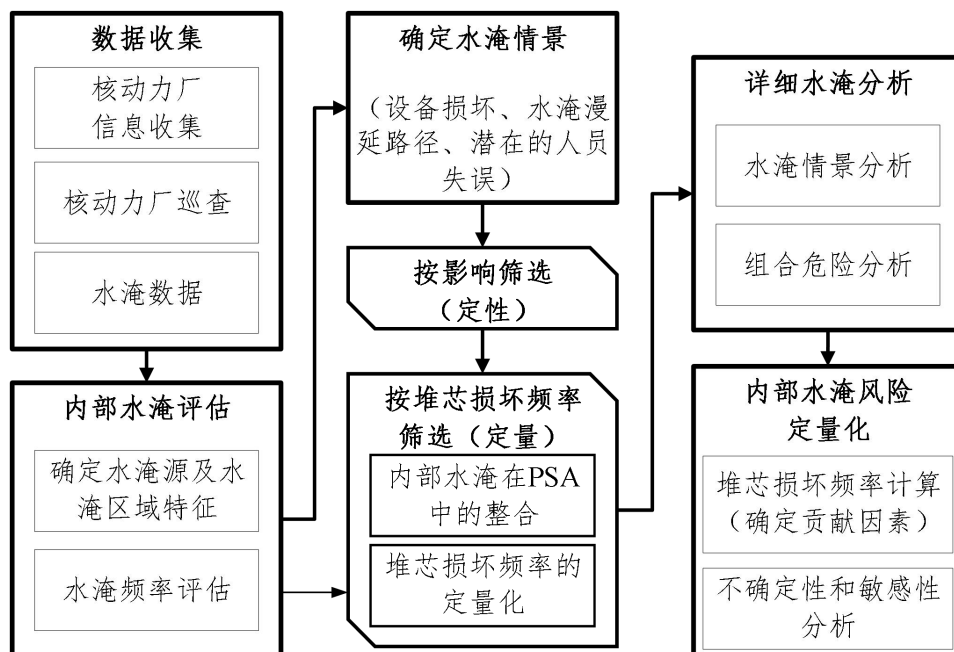 数据收集
核动力厂
信息收集
核动力厂巡查
水淹数据
内部水淹评估
确定水淹源及水
淹区域特征
水淹频率评估
确定水淹情景
（设备损坏、水淹漫
延路径、潜在的人员
失误）
按影响筛选
（定性）
按堆芯损坏频率
筛选（定量）
内部水淹在PSA
中的整合
堆芯损坏频率的
定量化
详细水淹分析
水淹情景分析
组合危险分析
内部水淹风险
定量化
堆芯损坏频率计算
（确定贡献因素）
不确定性和敏感性
分析